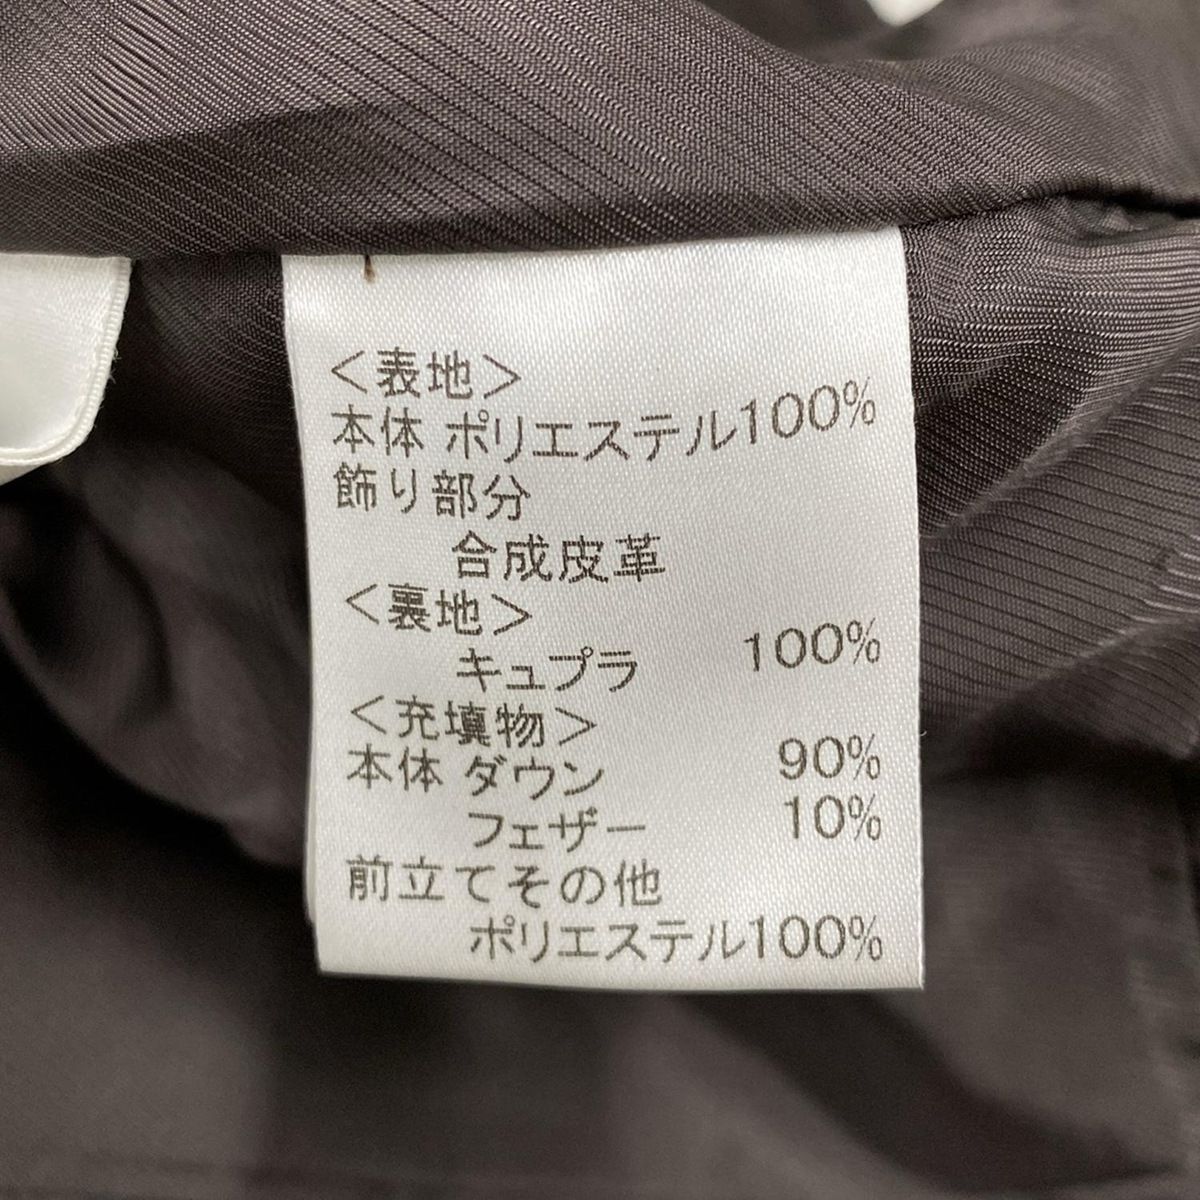 ＜表地＞
本体 ポリエステル100%
飾り部分
合成皮革
＜裏地＞
キュプラ 100%
＜充填物＞
本体 ダウン 90%
フェザー 10%
前立てその他
ポリエステル100%